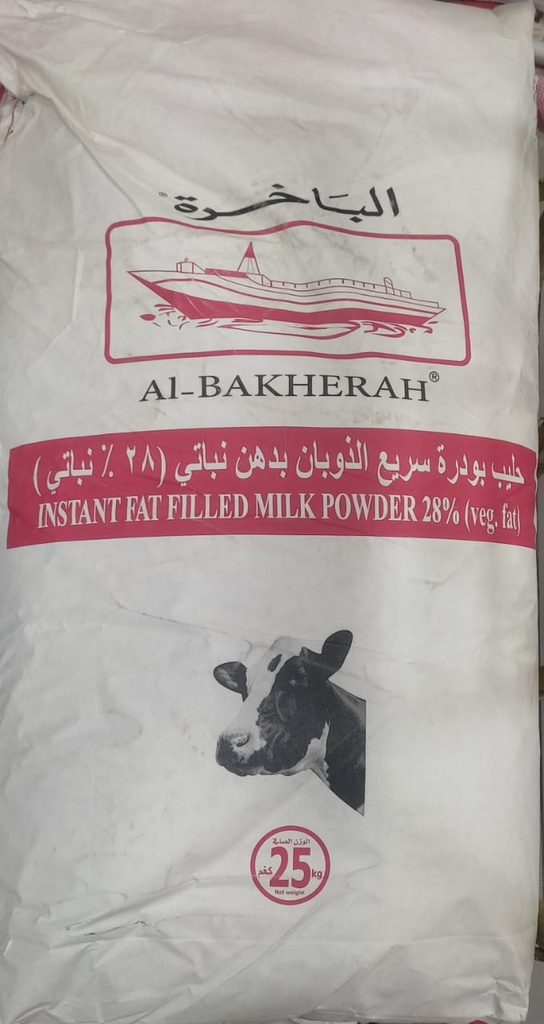 الباخرة®
Al-BAKHERAH®
حليب بودرة سريع الذوبان بدهن نباتي (٢٨ ٪ نباتي)
INSTANT FAT FILLED MILK POWDER 28% (veg. fat)
الوزن الصافي
25 kg كغم
Net weight